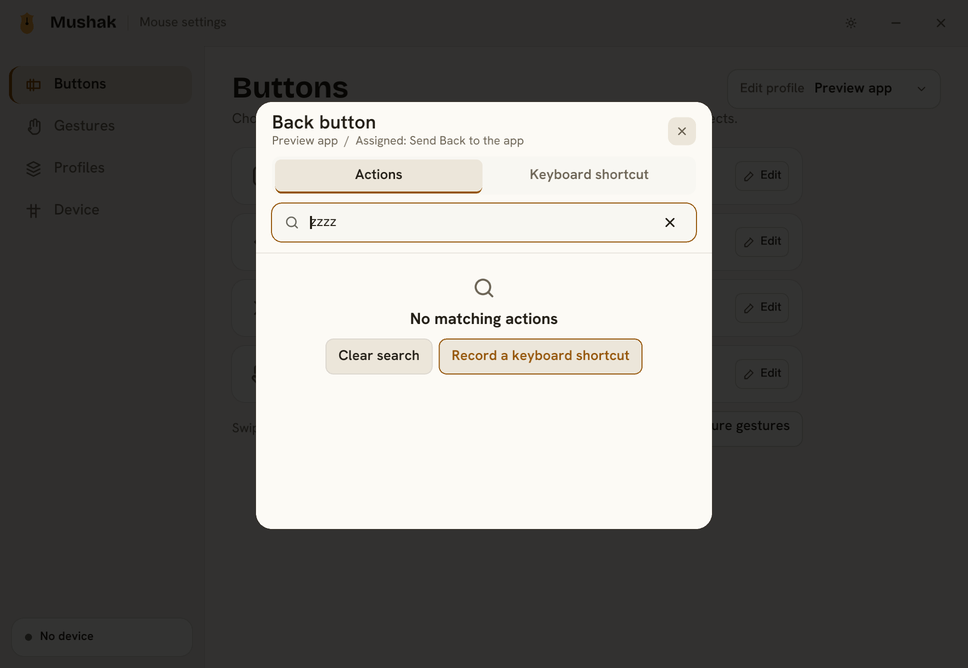 Mushak
Mouse settings
Buttons
Gestures
Profiles
Device
No device
Buttons
Edit profile Preview app
Edit
Edit
Edit
Edit
Back button
Preview app / Assigned: Send Back to the app
Actions
Keyboard shortcut
zzzz
No matching actions
Clear search
Record a keyboard shortcut
gestures